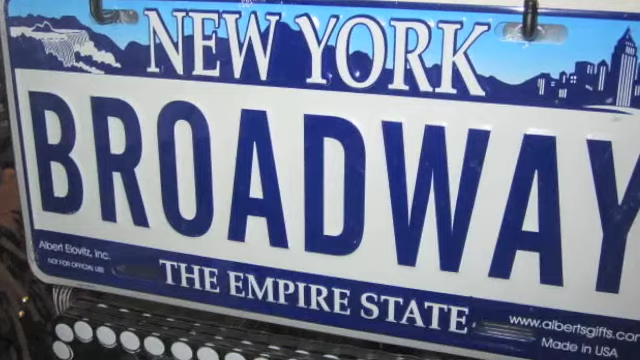 NEW YORK
BROADWAY
Albert Elovitz, Inc.
NOT FOR OFFICIAL USE
THE EMPIRE STATE
www.albertsgifts.com
Made in USA